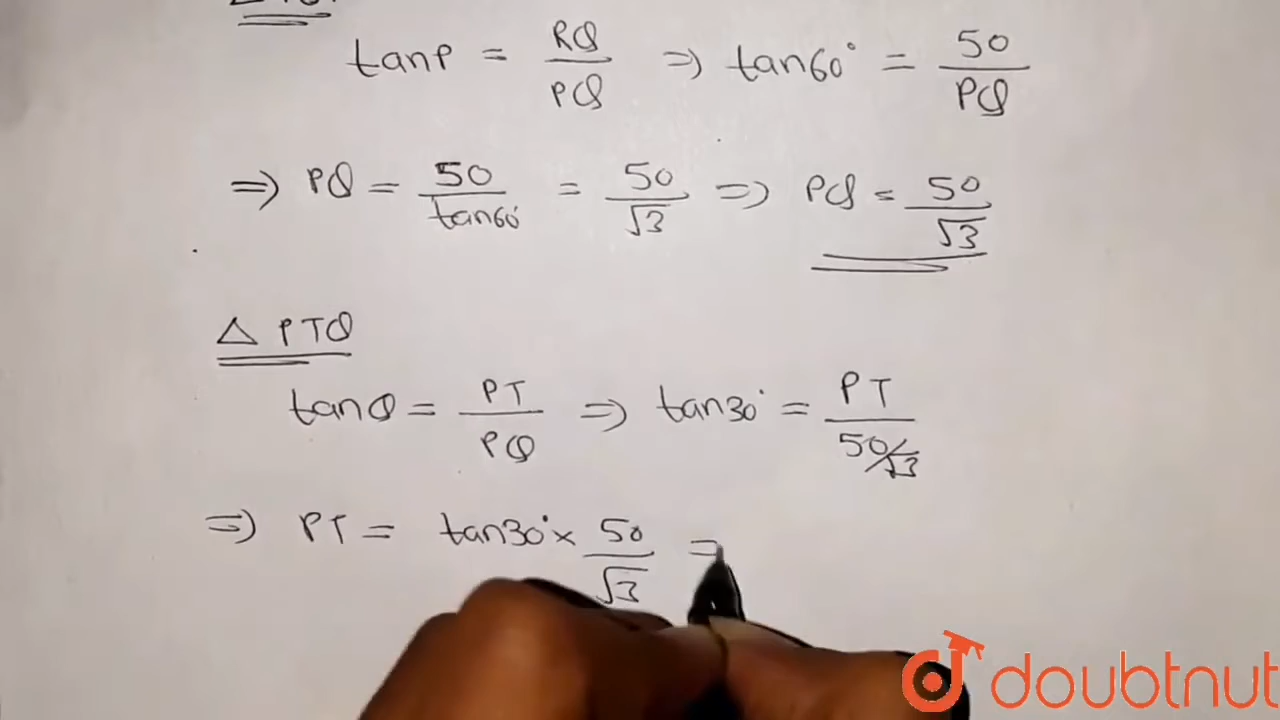 tanP = RQ/PQ ⇒ tan60° = 50/PQ
⇒ PQ = 50/tan60° = 50/√3 ⇒ PQ = 50/√3
△ PTQ
tanQ = PT/PQ ⇒ tan30° = PT/50/√3
⇒ PT = tan30° × 50/√3 =
doubtnut